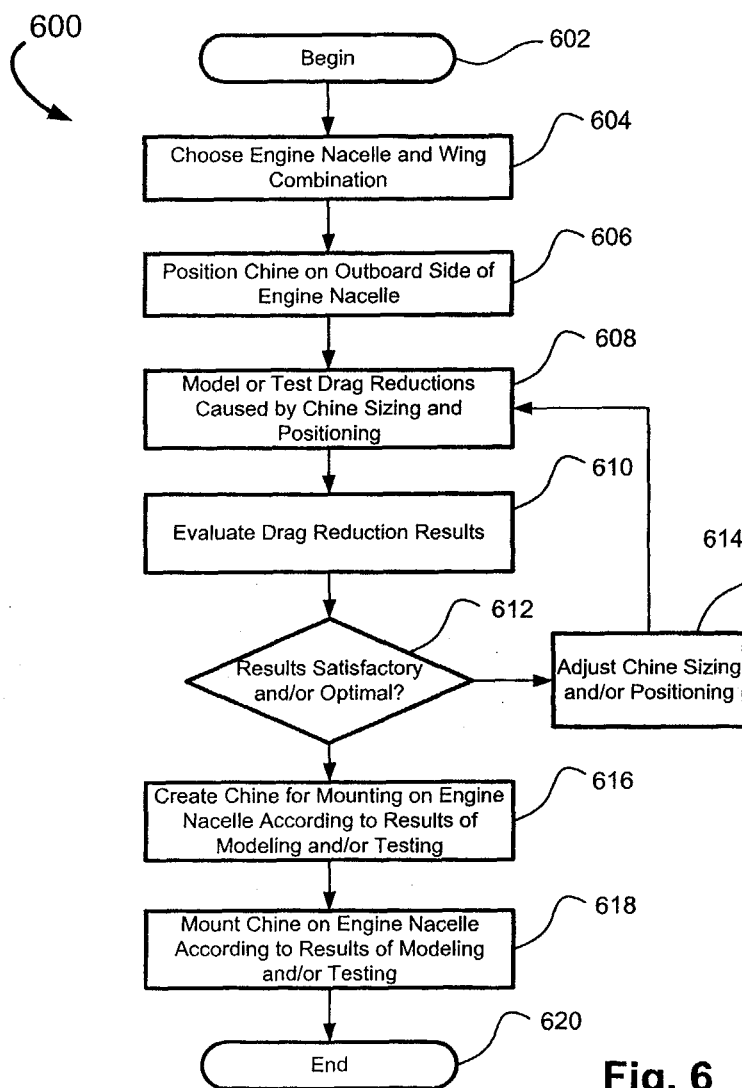 600
Begin
602
604
Choose Engine Nacelle and Wing
Combination
606
Position Chine on Outboard Side of
Engine Nacelle
608
Model or Test Drag Reductions
Caused by Chine Sizing and
Positioning
610
Evaluate Drag Reduction Results
614
612
Results Satisfactory
and/or Optimal?
Adjust Chine Sizing
and/or Positioning
616
Create Chine for Mounting on Engine
Nacelle According to Results of
Modeling and/or Testing
618
Mount Chine on Engine Nacelle
According to Results of Modeling
and/or Testing
620
End
Fig. 6